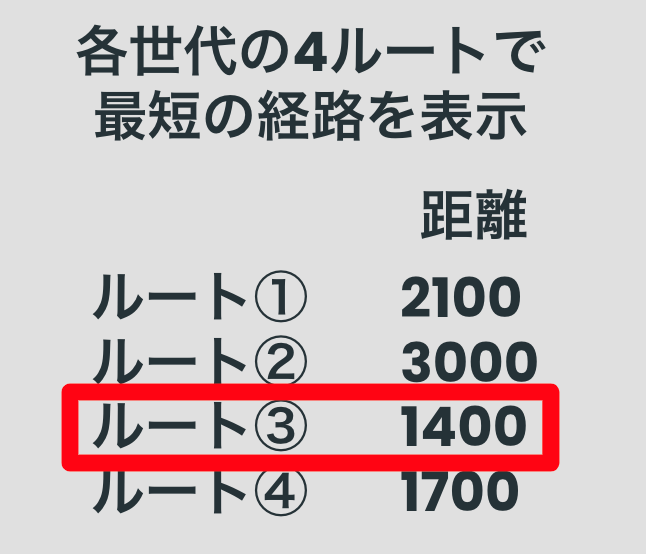 各世代の4ルートで
最短の経路を表示
距離
ルート① 2100
ルート② 3000
ルート③ 1400
ルート④ 1700